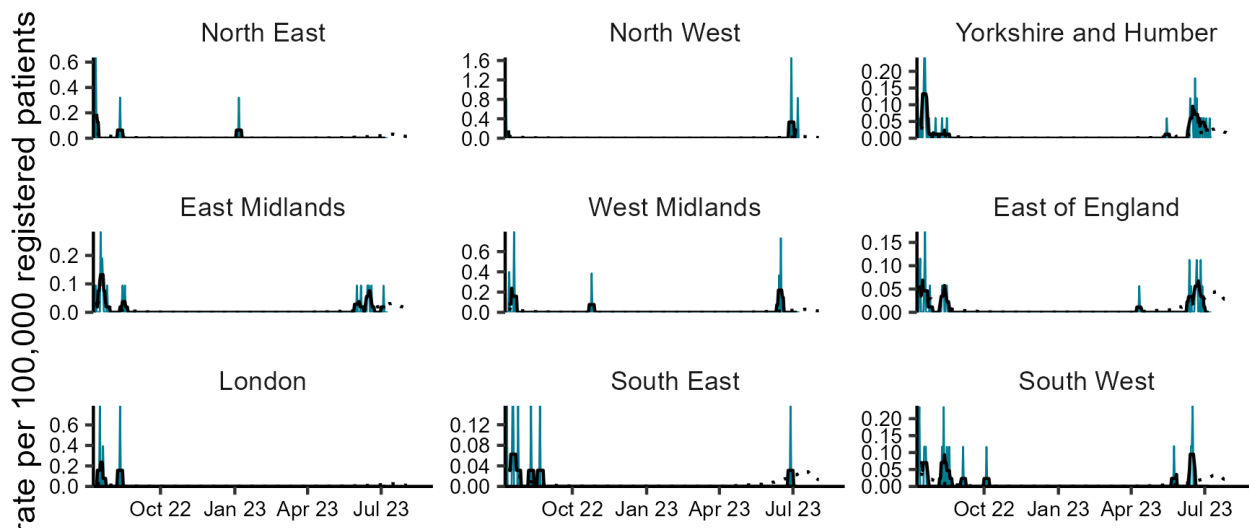 rate per 100,000 registered patients
North East
North West
Yorkshire and Humber
0.6
0.4
0.2
0.0
1.6
1.2
0.8
0.4
0.0
0.20
0.15
0.10
0.05
0.00
East Midlands
West Midlands
East of England
0.2
0.1
0.0
0.6
0.4
0.2
0.0
0.15
0.10
0.05
0.00
London
South East
South West
0.6
0.4
0.2
0.0
0.12
0.08
0.04
0.00
0.20
0.15
0.10
0.05
0.00
Oct 22 Jan 23 Apr 23 Jul 23
Oct 22 Jan 23 Apr 23 Jul 23
Oct 22 Jan 23 Apr 23 Jul 23